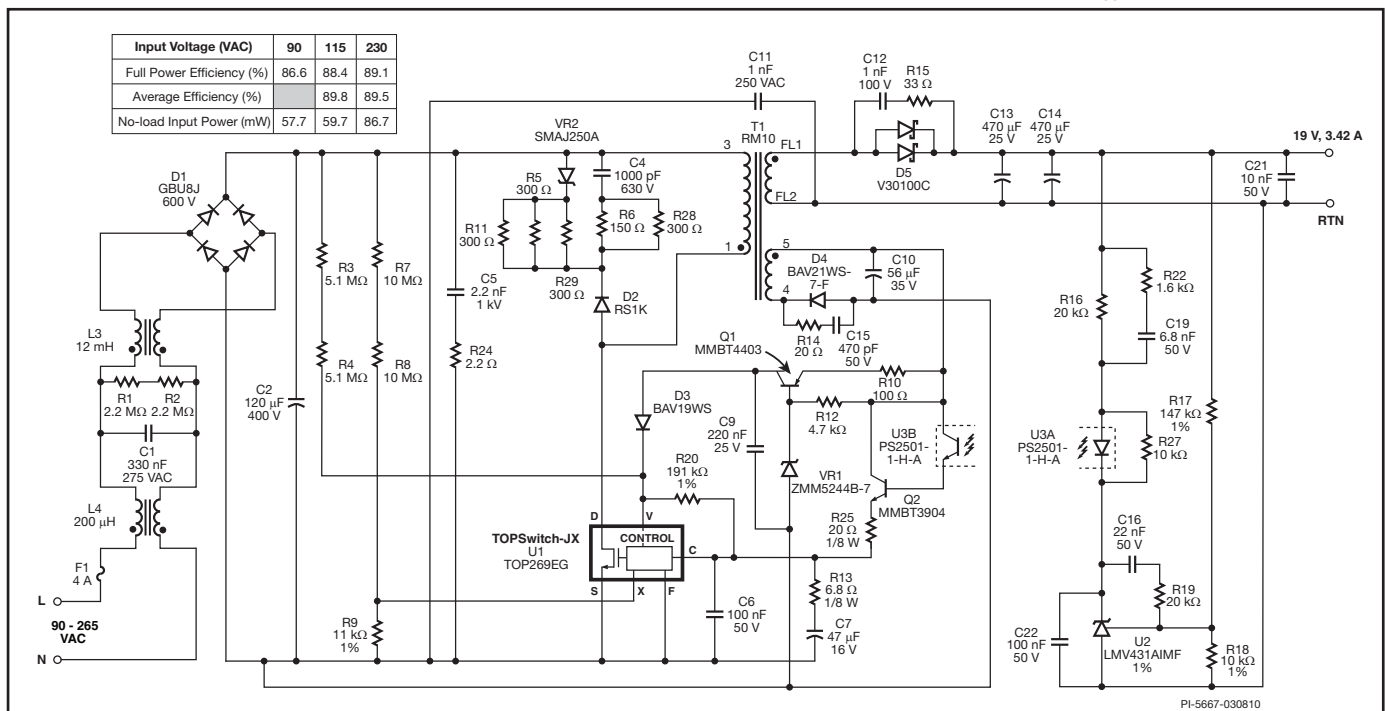 Input Voltage (VAC) 90 115 230
Full Power Efficiency (%) 86.6 88.4 89.1
Average Efficiency (%) 89.8 89.5
No-load Input Power (mW) 57.7 59.7 86.7
C11
1 nF
250 VAC
C12
1 nF
100 V
R15
33 Ω
VR2
SMAJ250A
T1
RM10
C13
470 µF
25 V
C14
470 µF
25 V
19 V, 3.42 A
3
FL1
D5
V30100C
C21
10 nF
50 V
FL2
RTN
D1
GBU8J
600 V
C4
1000 pF
630 V
R5
300 Ω
R11
300 Ω
R6
150 Ω
R28
300 Ω
1
R29
300 Ω
D2
RS1K
R3
5.1 MΩ
R7
10 MΩ
C5
2.2 nF
1 kV
5
4
D4
BAV21WS-
7-F
C10
56 µF
35 V
R14
20 Ω
C15
470 pF
50 V
R16
20 kΩ
R22
1.6 kΩ
C19
6.8 nF
50 V
L3
12 mH
R4
5.1 MΩ
R8
10 MΩ
R24
2.2 Ω
Q1
MMBT4403
R10
100 Ω
R1
2.2 MΩ
R2
2.2 MΩ
C2
120 µF
400 V
D3
BAV19WS
C9
220 nF
25 V
R12
4.7 kΩ
U3B
PS2501-
1-H-A
U3A
PS2501-
1-H-A
R27
10 kΩ
R17
147 kΩ
1%
C1
330 nF
275 VAC
R20
191 kΩ
1%
VR1
ZMM5244B-7
Q2
MMBT3904
L4
200 µH
D
V
TOPSwitch-JX
U1
TOP269EG
CONTROL
C
S
X
F
R25
20 Ω
1/8 W
C16
22 nF
50 V
F1
4 A
R13
6.8 Ω
1/8 W
R19
20 kΩ
L
90 - 265
VAC
N
R9
11 kΩ
1%
C6
100 nF
50 V
C7
47 µF
16 V
C22
100 nF
50 V
U2
LMV431AIMF
1%
R18
10 kΩ
1%
PI-5667-030810